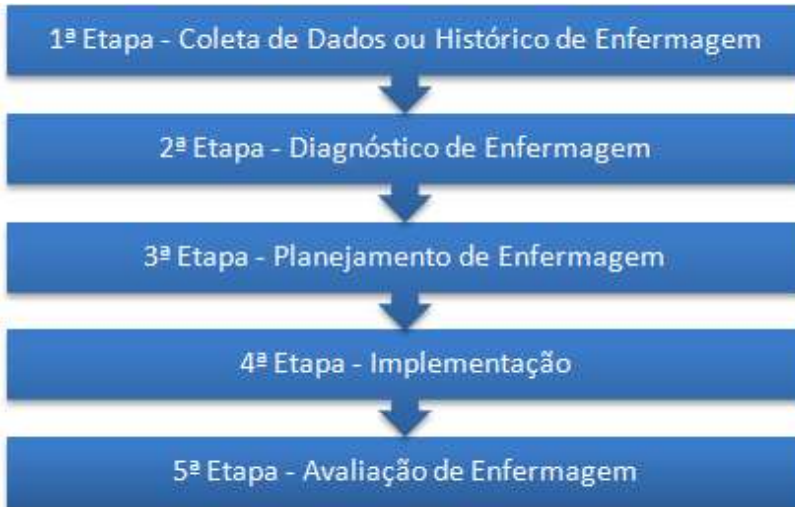 1ª Etapa - Coleta de Dados ou Histórico de Enfermagem
2ª Etapa - Diagnóstico de Enfermagem
3ª Etapa - Planejamento de Enfermagem
4ª Etapa - Implementação
5ª Etapa - Avaliação de Enfermagem